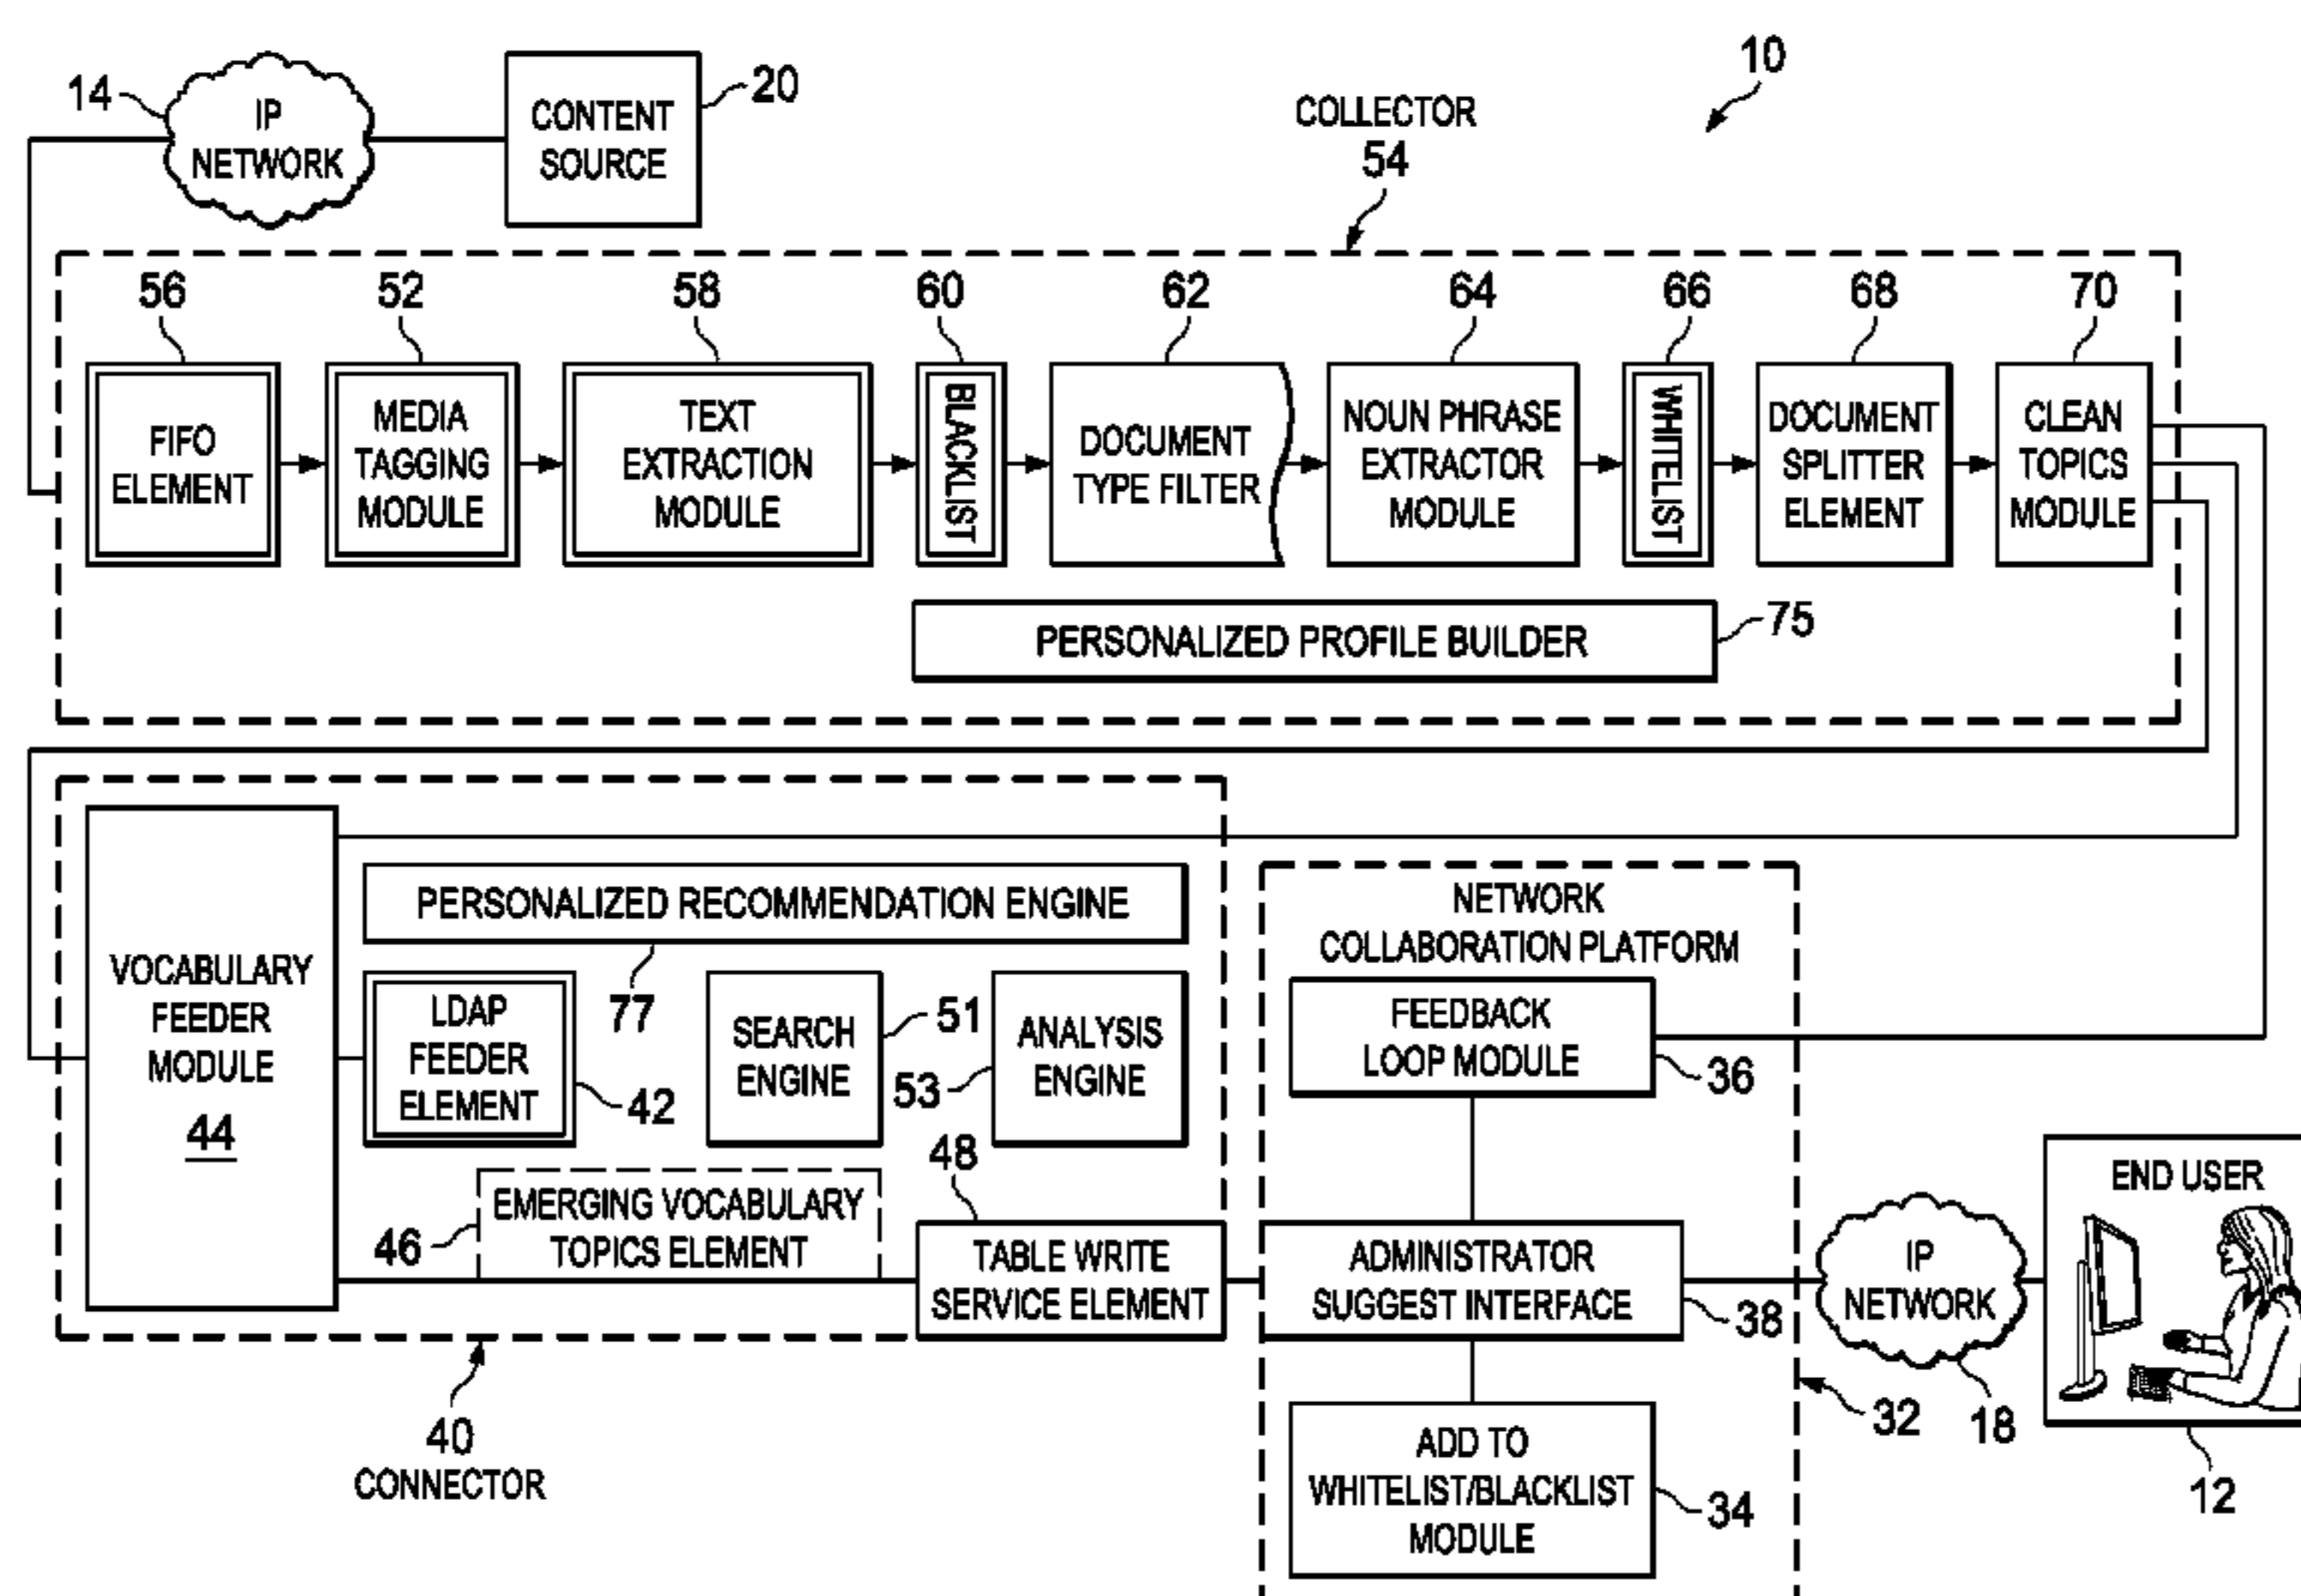 10
14
IP
NETWORK
CONTENT
SOURCE
20
COLLECTOR
54
56
52
58
60
62
64
66
68
70
FIFO
ELEMENT
MEDIA
TAGGING
MODULE
TEXT
EXTRACTION
MODULE
BLACKLIST
DOCUMENT
TYPE FILTER
NOUN PHRASE
EXTRACTOR
MODULE
WHITELIST
DOCUMENT
SPLITTER
ELEMENT
CLEAN
TOPICS
MODULE
PERSONALIZED PROFILE BUILDER
75
VOCABULARY
FEEDER
MODULE
44
PERSONALIZED RECOMMENDATION ENGINE
77
LDAP
FEEDER
ELEMENT
42
SEARCH
ENGINE
51
ANALYSIS
ENGINE
53
46
EMERGING VOCABULARY
TOPICS ELEMENT
48
TABLE WRITE
SERVICE ELEMENT
40
CONNECTOR
NETWORK
COLLABORATION PLATFORM
FEEDBACK
LOOP MODULE
36
ADMINISTRATOR
SUGGEST INTERFACE
38
ADD TO
WHITELIST/BLACKLIST
MODULE
34
32
IP
NETWORK
18
END USER
12